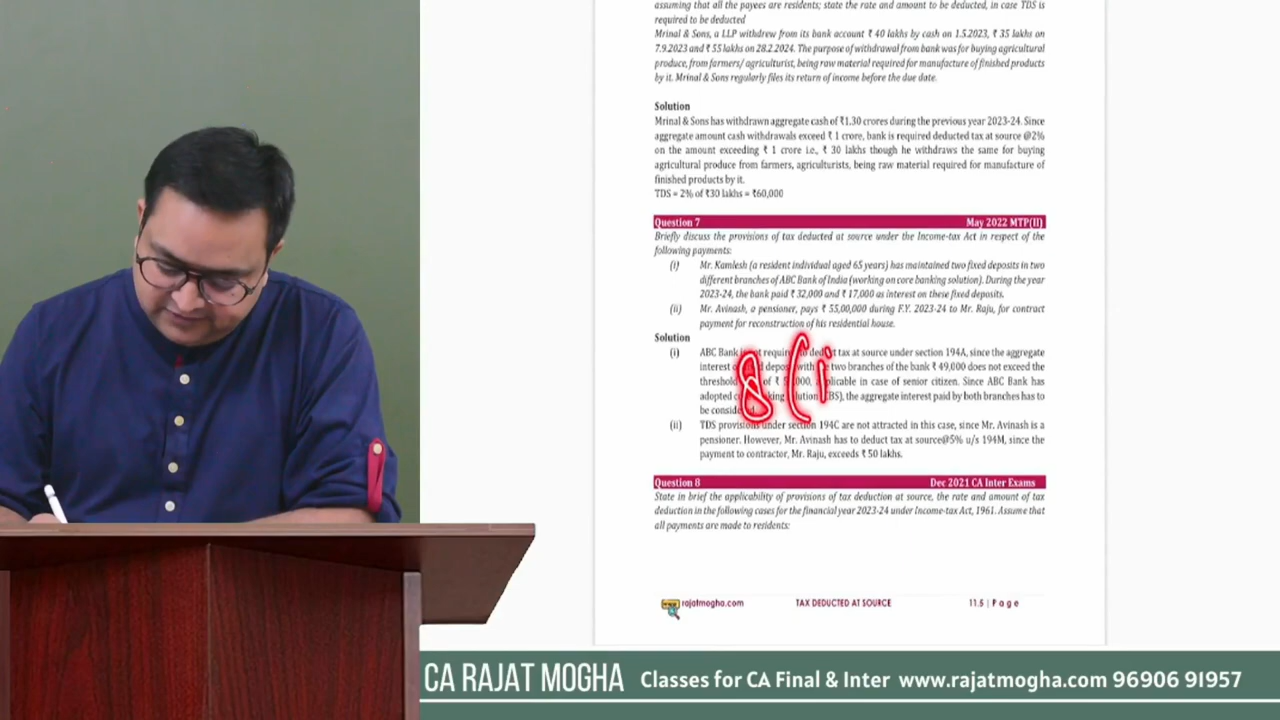 assuming that all the payees are residents; state the rate and amount to be deducted, in case TDS is
required to be deducted
Mrinal & Sons, a LLP withdrew from its bank account ₹ 40 lakhs by cash on 1.5.2023, ₹ 35 lakhs on
7.9.2023 and ₹ 55 lakhs on 28.2.2024. The purpose of withdrawal from bank was for buying agricultural
produce, from farmers/ agriculturist, being raw material required for manufacture of finished products
by it. Mrinal & Sons regularly files its return of income before the due date.
Solution
Mrinal & Sons has withdrawn aggregate cash of ₹1.30 crores during the previous year 2023-24. Since
aggregate amount cash withdrawals exceed ₹ 1 crore, bank is required deducted tax at source @2%
on the amount exceeding ₹ 1 crore i.e., ₹ 30 lakhs though he withdraws the same for buying
agricultural produce from farmers, agriculturists, being raw material required for manufacture of
finished products by it.
TDS = 2% of ₹30 lakhs = ₹60,000
Question 7 May 2022 MTP(II)
Briefly discuss the provisions of tax deducted at source under the Income-tax Act in respect of the
following payments:
(i) Mr. Kamlesh (a resident individual aged 65 years) has maintained two fixed deposits in two
different branches of ABC Bank of India (working on core banking solution). During the year
2023-24, the bank paid ₹ 32,000 and ₹ 17,000 as interest on these fixed deposits.
(ii) Mr. Avinash, a pensioner, pays ₹ 55,00,000 during F.Y. 2023-24 to Mr. Raju, for contract
payment for reconstruction of his residential house.
Solution
(i) ABC Bank tax at source under section 194A, since the aggregate
interest two branches of the bank ₹ 49,000 does not exceed the
threshold of ₹ in case of senior citizen. Since ABC Bank has
adopted the aggregate interest paid by both branches has to
be
8 (i
(ii) TDS provisions under section 194C are not attracted in this case, since Mr. Avinash is a
pensioner. However, Mr. Avinash has to deduct tax at source@5% u/s 194M, since the
payment to contractor, Mr. Raju, exceeds ₹ 50 lakhs.
Question 8 Dec 2021 CA Inter Exams
State in brief the applicability of provisions of tax deduction at source, the rate and amount of tax
deduction in the following cases for the financial year 2023-24 under Income-tax Act, 1961. Assume that
all payments are made to residents:
rajatmogha.com TAX DEDUCTED AT SOURCE 11.5 | Page
CA RAJAT MOGHA Classes for CA Final & Inter www.rajatmogha.com 96906 91957